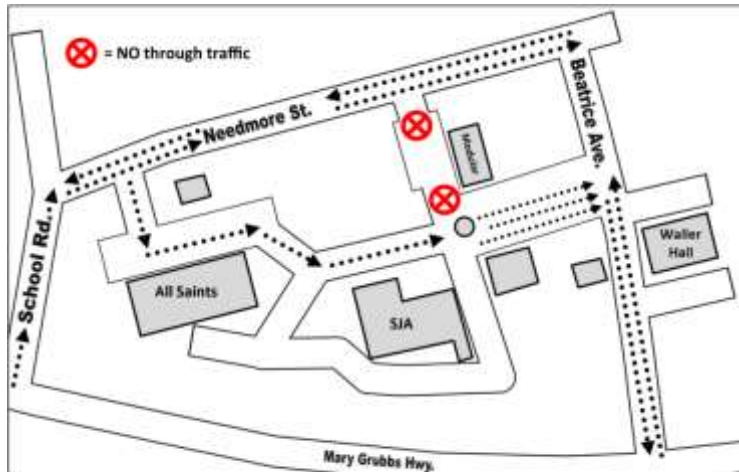 = NO through traffic
Needmore St.
Beatrice Ave.
Modular
School Rd.
All Saints
SJA
Waller
Hall
Mary Grubbs Hwy.